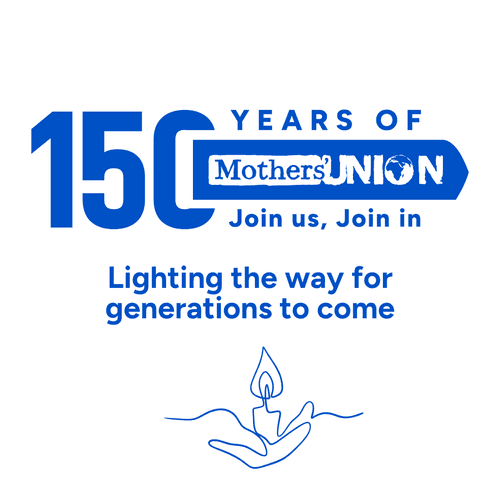 150
YEARS OF
Mothers' UNION
Join us, Join in
Lighting the way for
generations to come